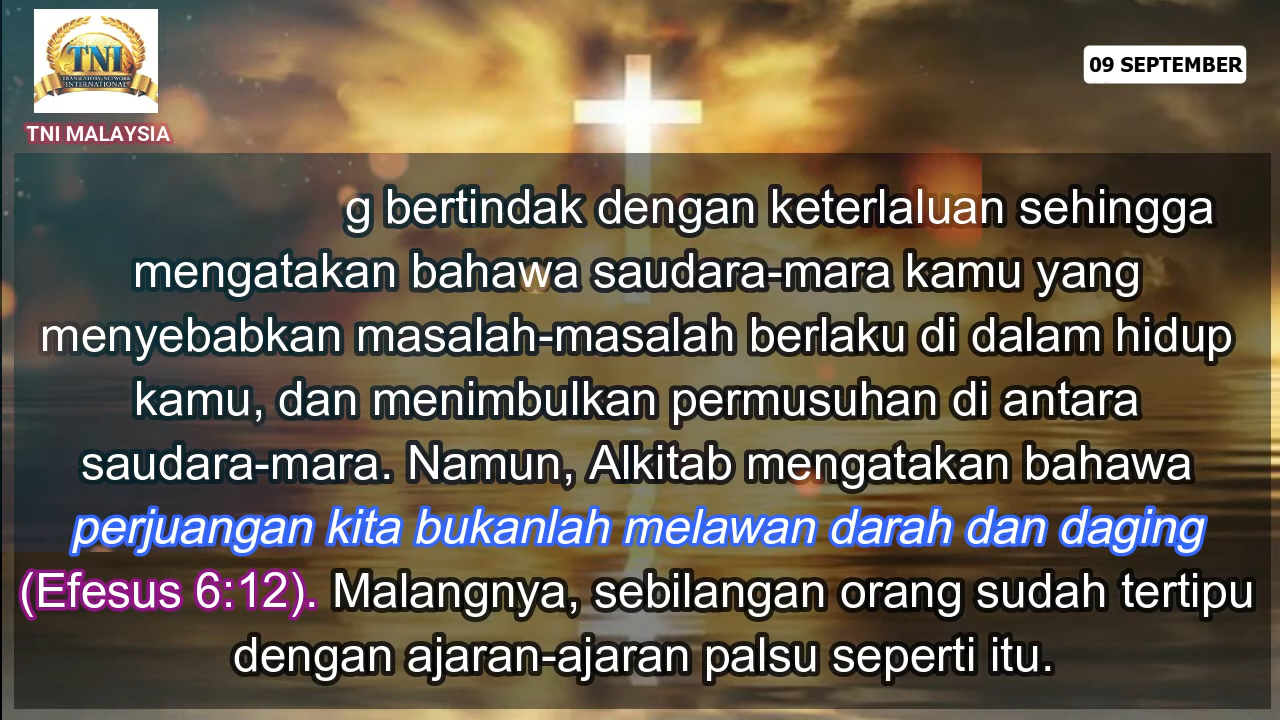 TNI
TRANSLATORS NETWORK
INTERNATIONAL
TNI MALAYSIA
09 SEPTEMBER
g bertindak dengan keterlaluan sehingga
mengatakan bahawa saudara-mara kamu yang
menyebabkan masalah-masalah berlaku di dalam hidup
kamu, dan menimbulkan permusuhan di antara
saudara-mara. Namun, Alkitab mengatakan bahawa
perjuangan kita bukanlah melawan darah dan daging
(Efesus 6:12). Malangnya, sebilangan orang sudah tertipu
dengan ajaran-ajaran palsu seperti itu.